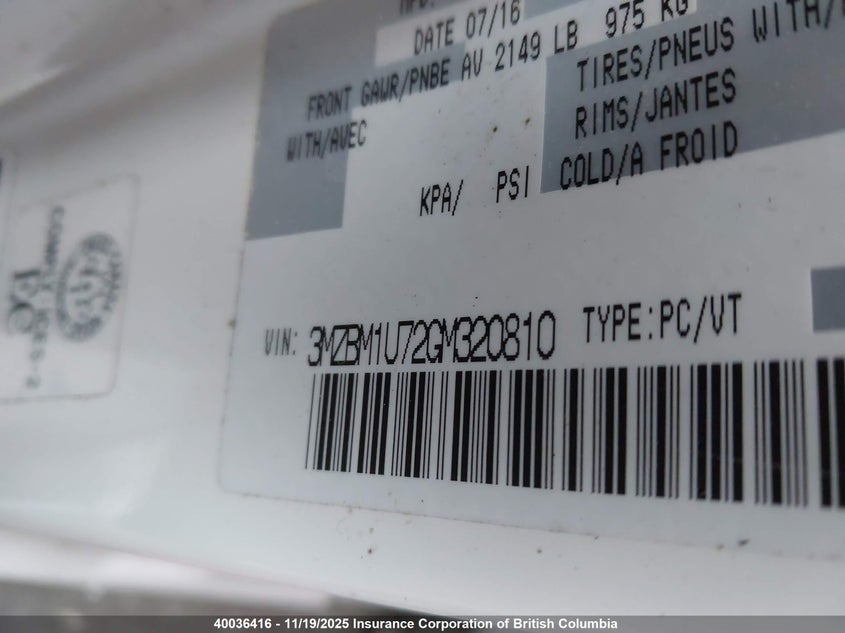 DATE 07/16
FRONT GAWR/PNBE AV 2149 LB 975 KG
WITH/AVEC
TIRES/PNEUS WITH/
RIMS/JANTES
KPA/ PSI COLD/A FROID
VIN: 3MZBM1U72GM320810 TYPE:PC/VT
40036416 - 11/19/2025 Insurance Corporation of British Columbia